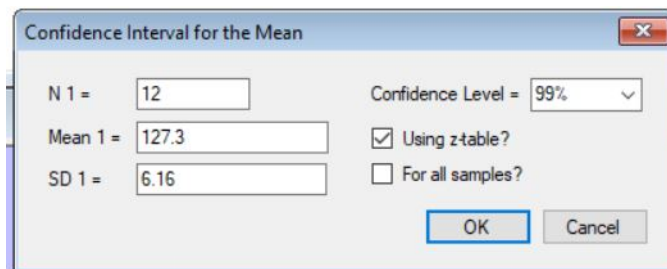 Confidence Interval for the Mean
N 1 = 12 Confidence Level = 99%
Mean 1 = 127.3 Using z-table?
SD 1 = 6.16 For all samples?
OK Cancel